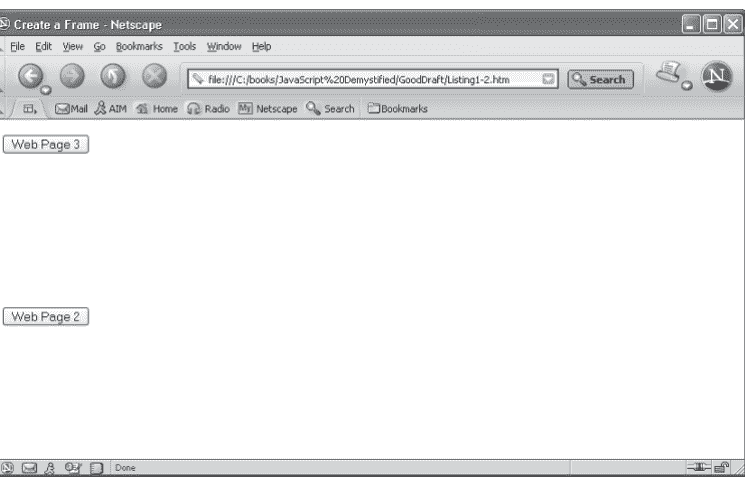 Create a Frame - Netscape
File Edit View Go Bookmarks Tools Window Help
file:///C:/books/JavaScript%20Demystified/GoodDraft/Listing1-2.htm Search N
Mail AIM Home Radio My Netscape Search Bookmarks
Web Page 3
Web Page 2
Done